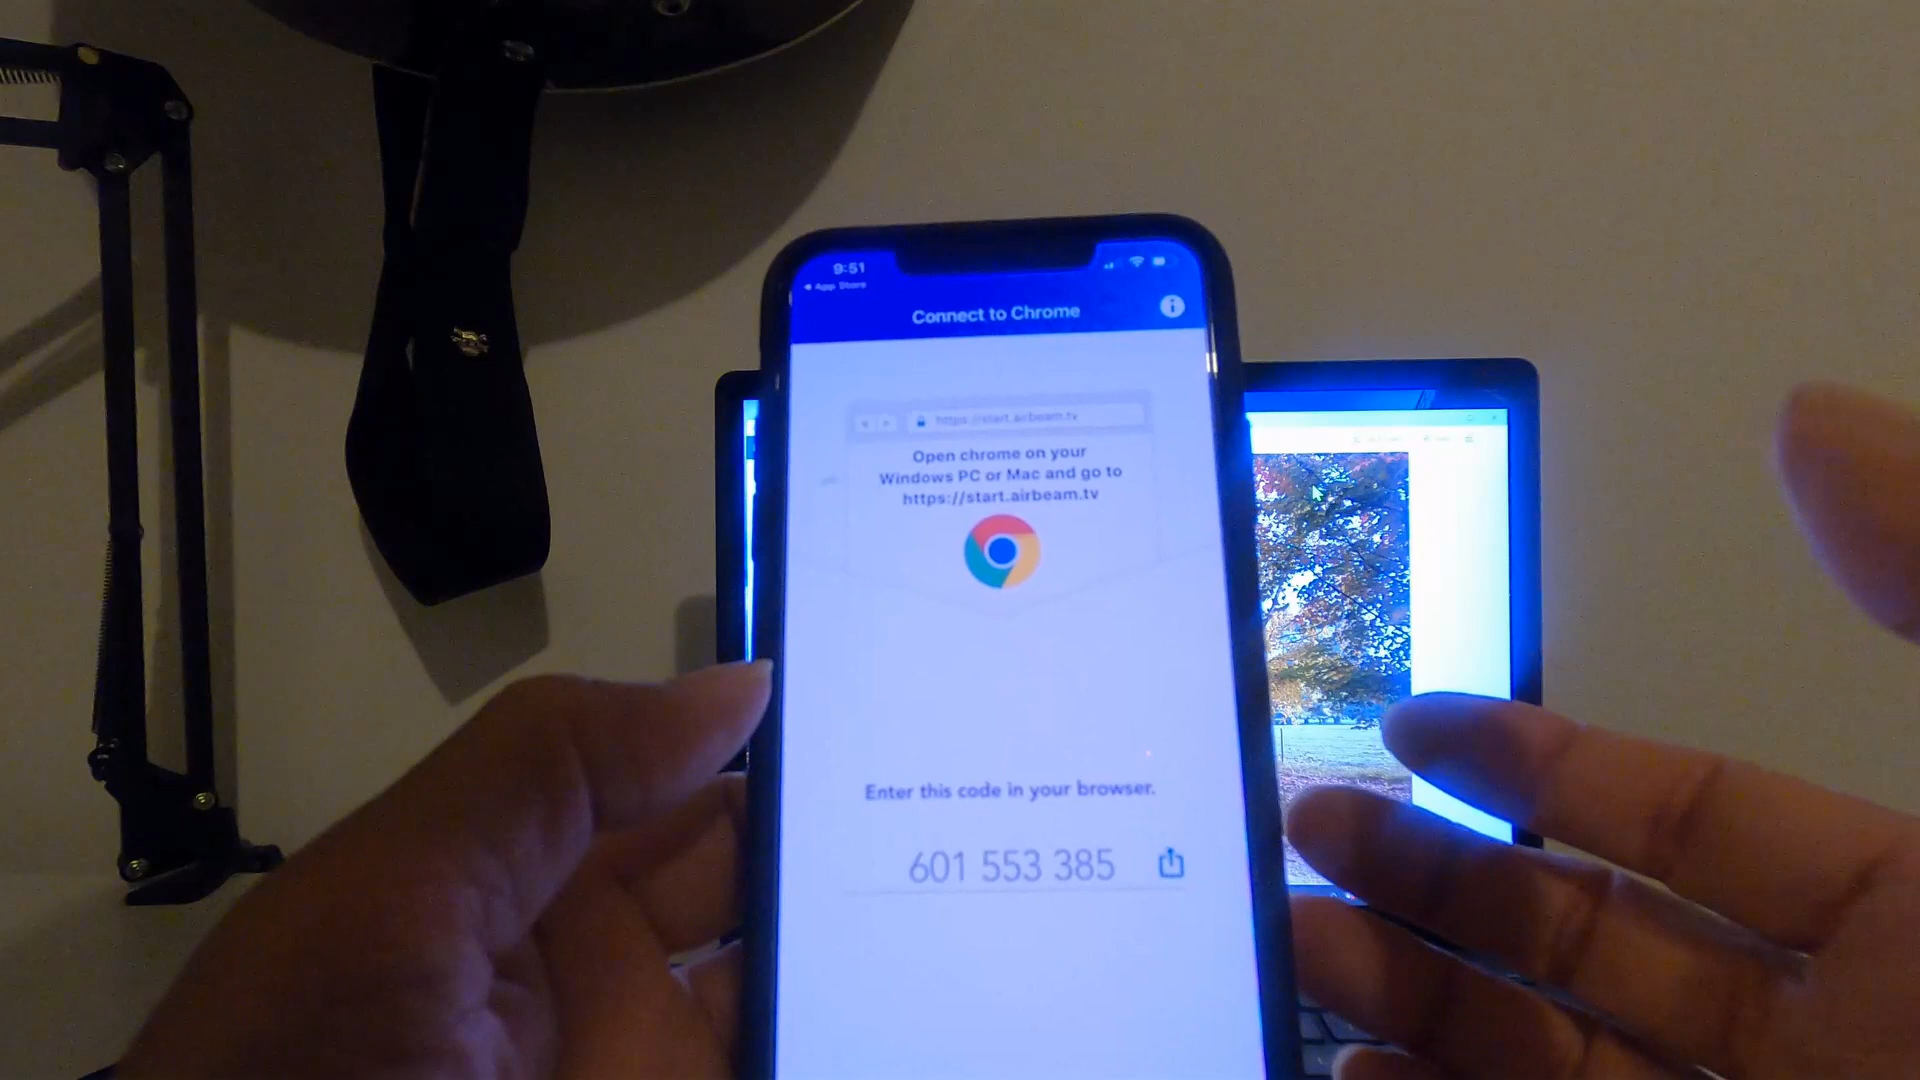 9:51
App Store
Connect to Chrome
https://start.airbeam.tv
Open chrome on your
Windows PC or Mac and go to
https://start.airbeam.tv
Enter this code in your browser.
601 553 385